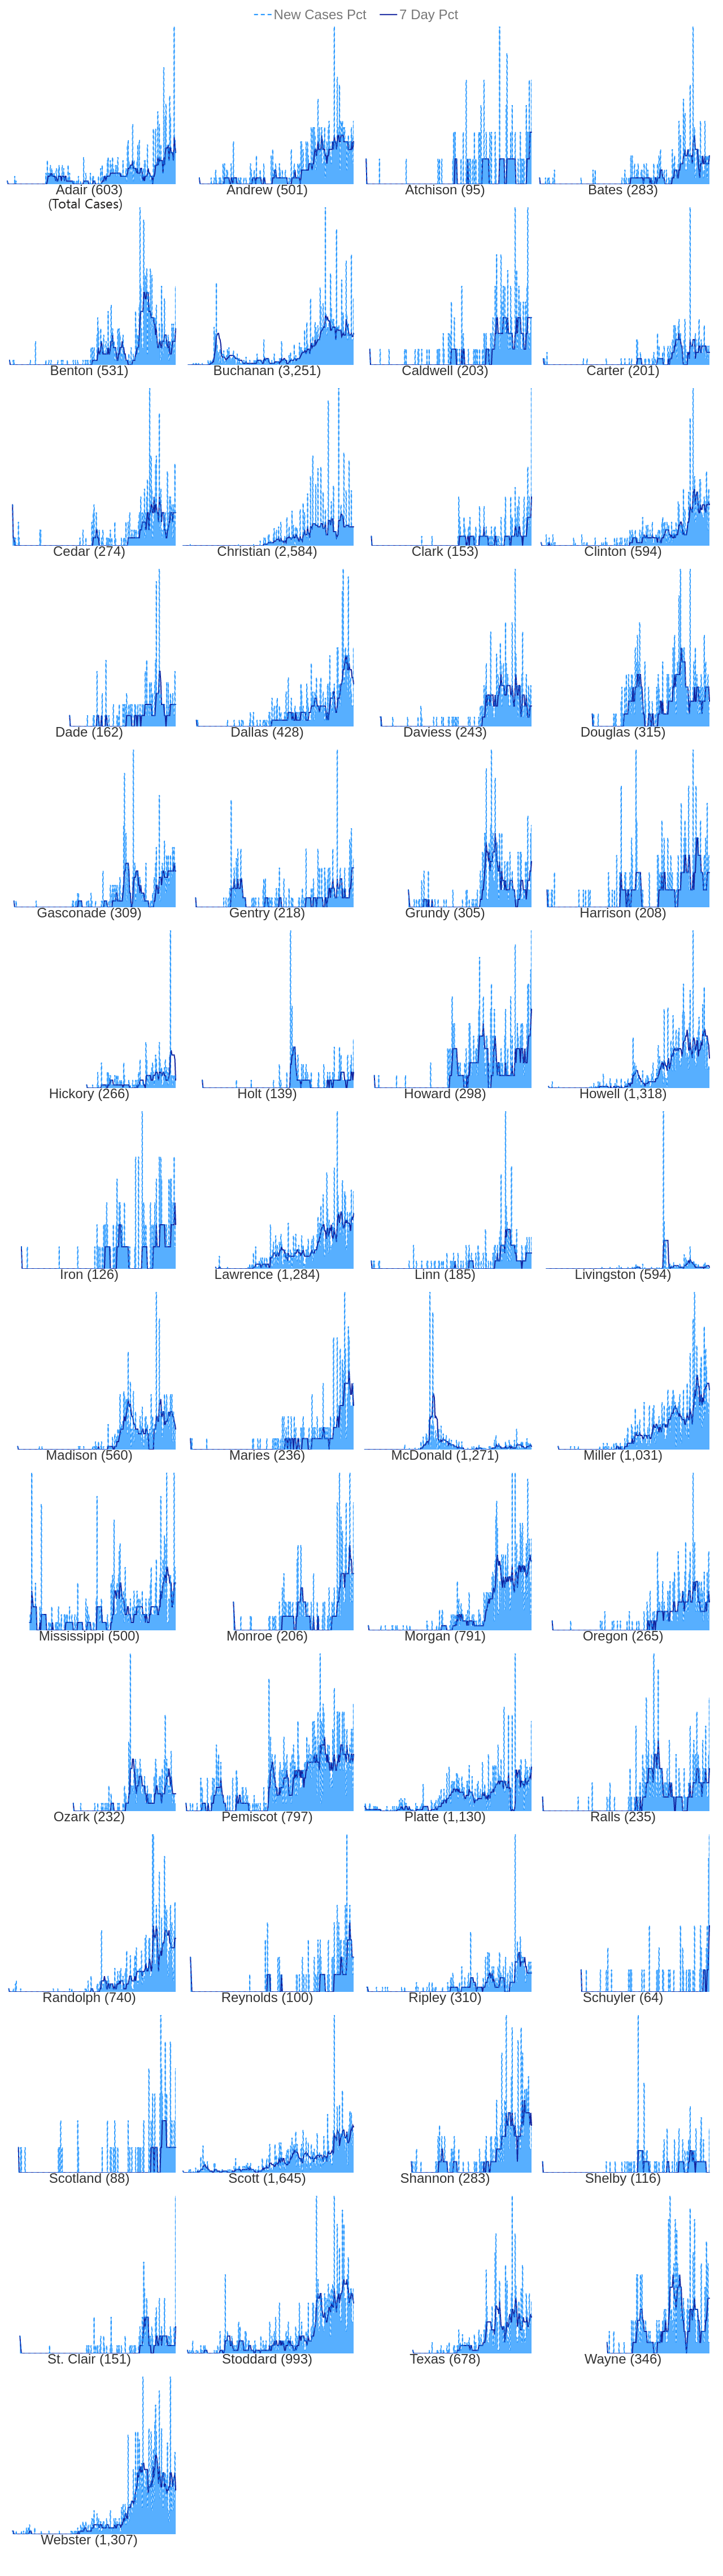 New Cases Pct 7 Day Pct
Adair (603) Andrew (501) Atchison (95) Bates (283)
(Total Cases)
Benton (531) Buchanan (3,251) Caldwell (203) Carter (201)
Cedar (274) Christian (2,584) Clark (153) Clinton (594)
Dade (162) Dallas (428) Daviess (243) Douglas (315)
Gasconade (309) Gentry (218) Grundy (305) Harrison (208)
Hickory (266) Holt (139) Howard (298) Howell (1,318)
Iron (126) Lawrence (1,284) Linn (185) Livingston (594)
Madison (560) Maries (236) McDonald (1,271) Miller (1,031)
Mississippi (500) Monroe (206) Morgan (791) Oregon (265)
Ozark (232) Pemiscot (797) Platte (1,130) Ralls (235)
Randolph (740) Reynolds (100) Ripley (310) Schuyler (64)
Scotland (88) Scott (1,645) Shannon (283) Shelby (116)
St. Clair (151) Stoddard (993) Texas (678) Wayne (346)
Webster (1,307)